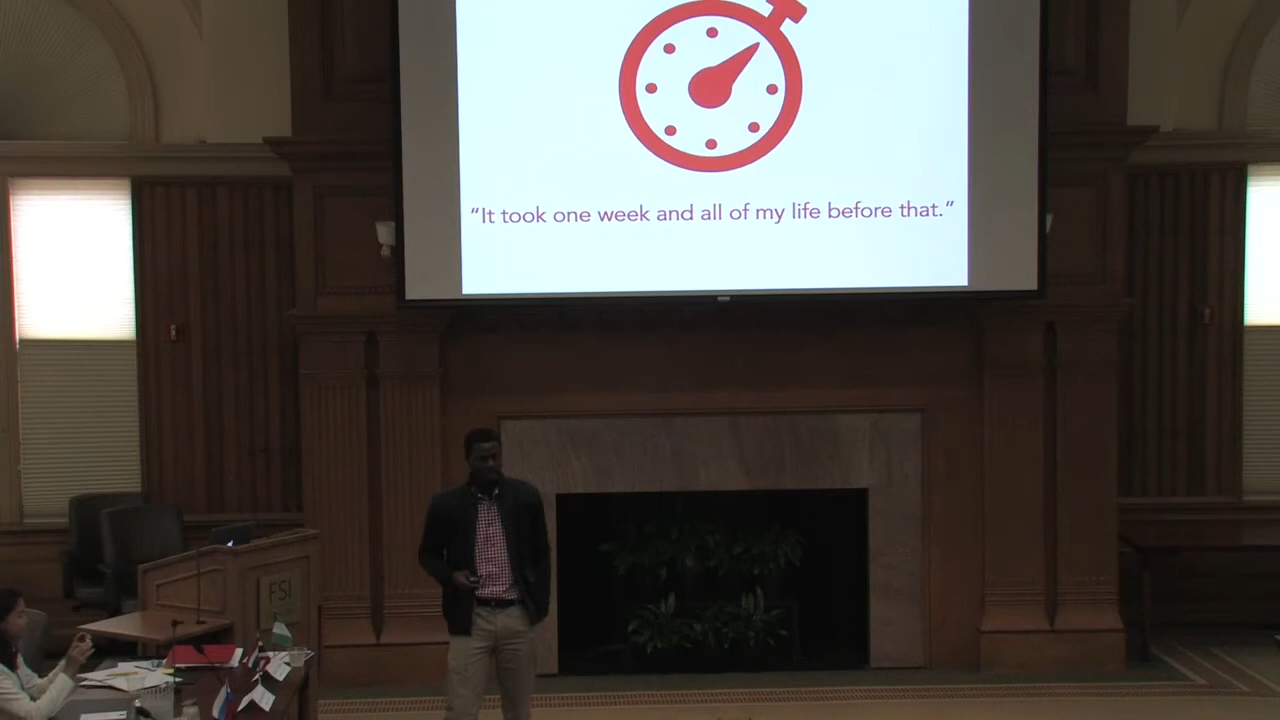 “It took one week and all of my life before that.”
FSI